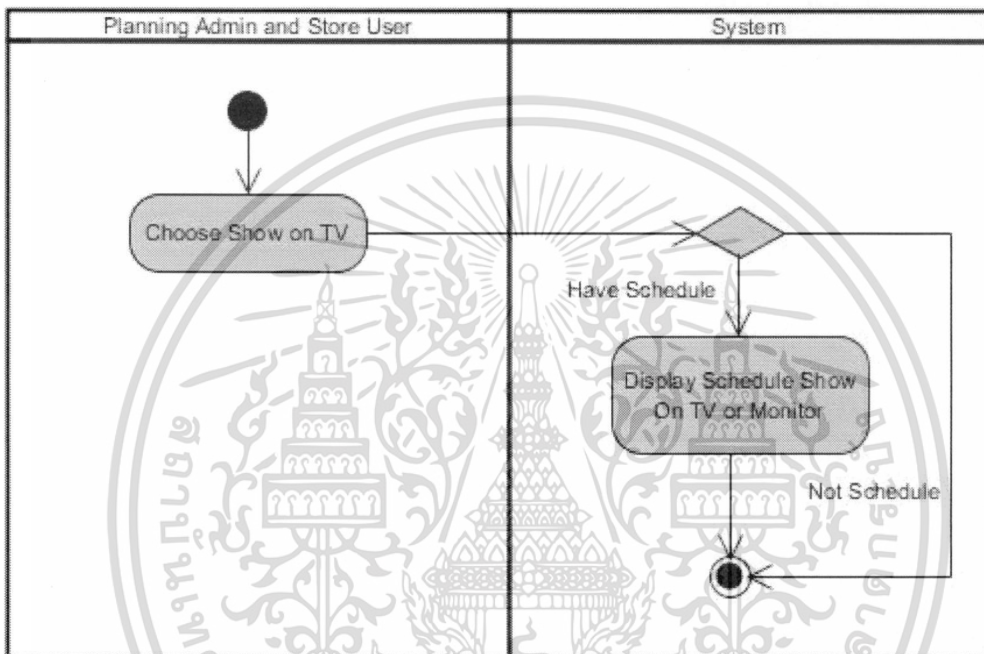 Planning Admin and Store User
System
Choose Show on TV
Have Schedule
Display Schedule Show
On TV or Monitor
Not Schedule